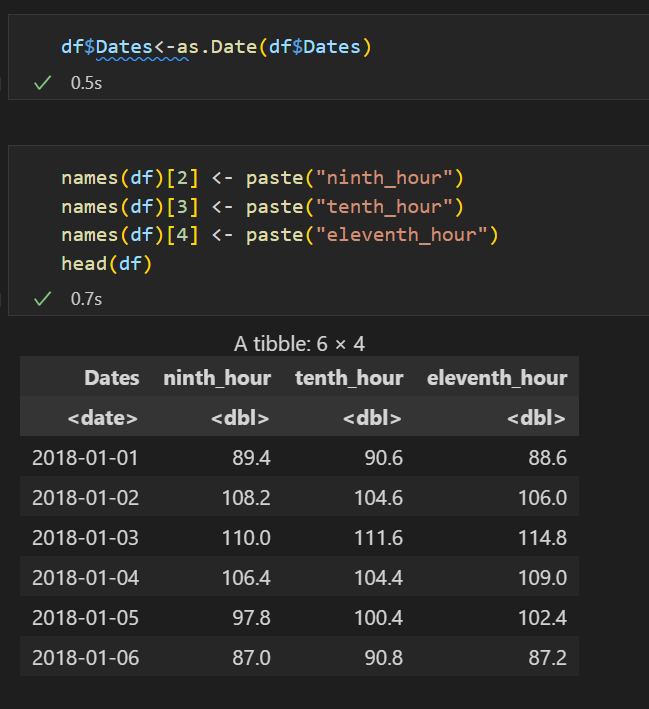 df$Dates<-as.Date(df$Dates)
0.5s
names(df)[2] <- paste("ninth_hour")
names(df)[3] <- paste("tenth_hour")
names(df)[4] <- paste("eleventh_hour")
head(df)
0.7s
A tibble: 6 × 4
Dates ninth_hour tenth_hour eleventh_hour
<date> <dbl> <dbl> <dbl>
2018-01-01 89.4 90.6 88.6
2018-01-02 108.2 104.6 106.0
2018-01-03 110.0 111.6 114.8
2018-01-04 106.4 104.4 109.0
2018-01-05 97.8 100.4 102.4
2018-01-06 87.0 90.8 87.2